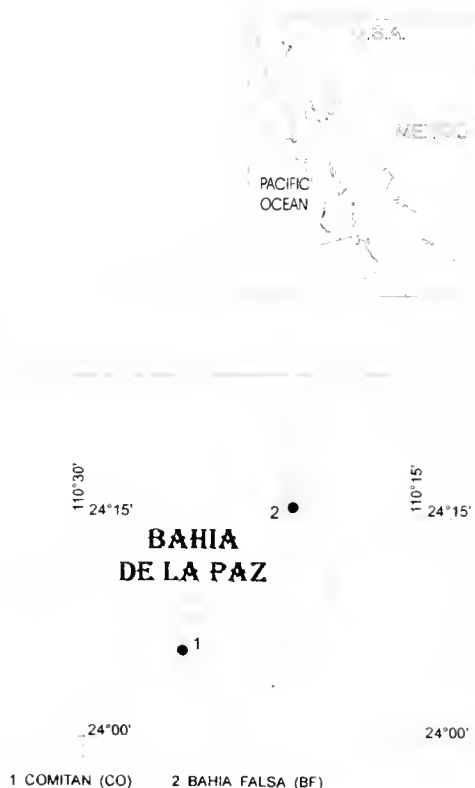 U.S.A.
PACIFIC
OCEAN
110°30'
110°15'
24°15'
2
24°15'
BAHIA
DE LA PAZ
1
24°00'
24°00'
1 COMITAN (CO) 2 BAHIA FALSA (BF)